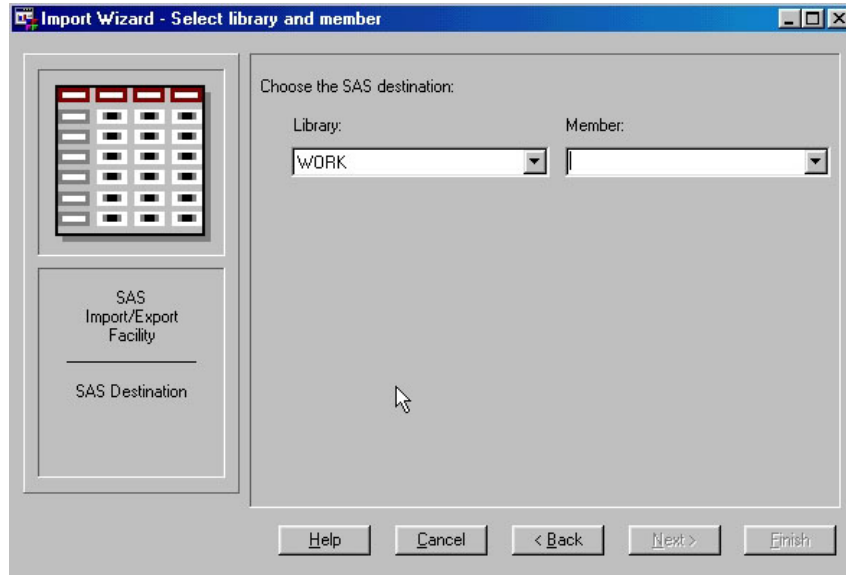 Import Wizard - Select library and member
Choose the SAS destination:
Library: Member:
WORK
SAS
Import/Export
Facility
SAS Destination
Help Cancel < Back Next > Finish